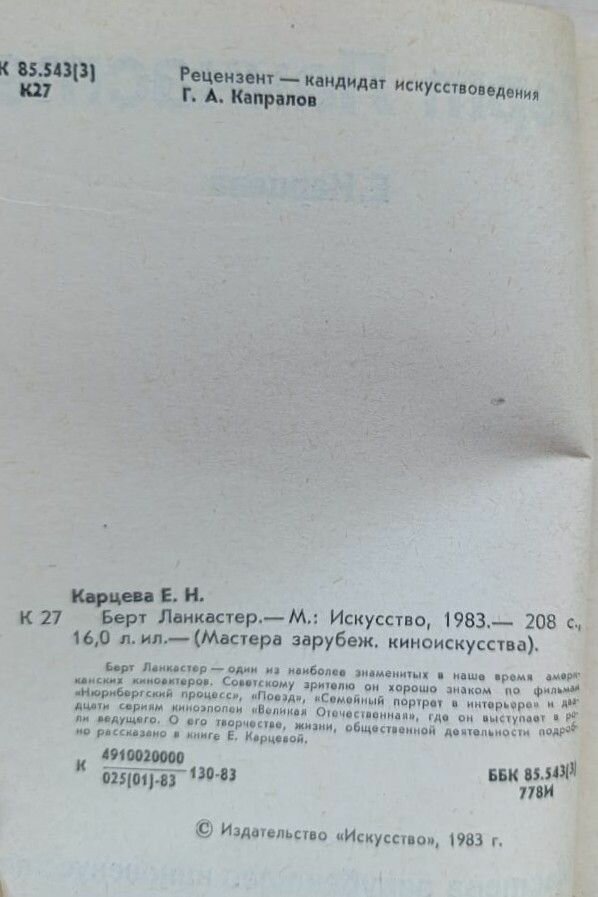 К 85.543(3)
К27
Рецензент — кандидат искусствоведения
Г. А. Капралов
Карцева Е. Н.
К 27 Берт Ланкастер.— М.: Искусство, 1983.— 208 с.,
16,0 л. ил.— (Мастера зарубеж. киноискусства).
Берт Ланкастер — один из наиболее знаменитых в наше время амери-
канских киноактеров. Советскому зрителю он хорошо знаком по фильмам
«Нюрнбергский процесс», «Поезд», «Семейный портрет в интерьере» и два-
дцати сериям киноэпопеи «Великая Отечественная», где он выступает в ро-
ли ведущего. О его творчестве, жизни, общественной деятельности подроб-
но рассказано в книге Е. Карцевой.
К 4910020000
025(01)-83 130-83
ББК 85.543(3)
778И
© Издательство «Искусство», 1983 г.